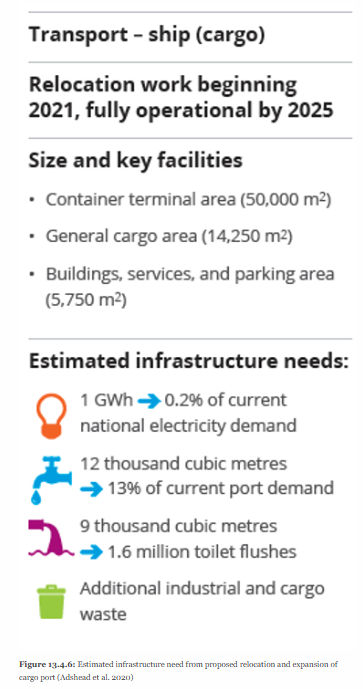 Transport – ship (cargo)
Relocation work beginning
2021, fully operational by 2025
Size and key facilities
• Container terminal area (50,000 m²)
• General cargo area (14,250 m²)
• Buildings, services, and parking area
(5,750 m²)
Estimated infrastructure needs:
1 GWh ➔ 0.2% of current
national electricity demand
12 thousand cubic metres
➔ 13% of current port demand
9 thousand cubic metres
➔ 1.6 million toilet flushes
Additional industrial and cargo
waste
Figure 13.4.6: Estimated infrastructure need from proposed relocation and expansion of
cargo port (Adshead et al. 2020)